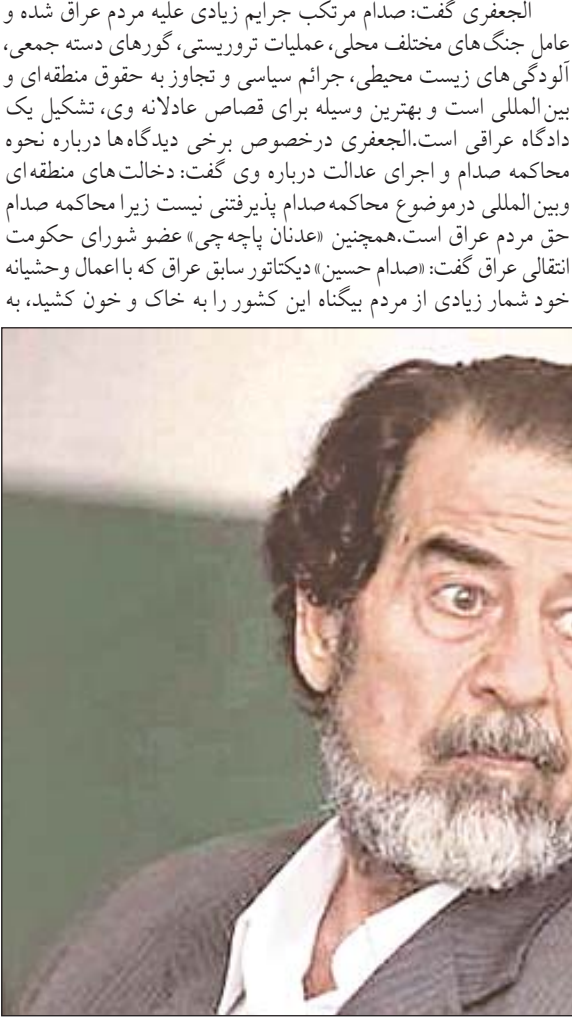 الجعفری گفت: صدام مرتکب جرایم زیادی علیه مردم عراق شده و
عامل جنگ‌های مختلف محلی، عملیات تروریستی، گورهای دسته جمعی،
آلودگی‌های زیست محیطی، جرائم سیاسی و تجاوز به حقوق منطقه‌ای و
بین‌المللی است و بهترین وسیله برای قصاص عادلانه وی، تشکیل یک
دادگاه عراقی است.الجعفری درخصوص برخی دیدگاه‌ها درباره نحوه
محاکمه صدام و اجرای عدالت درباره وی گفت: دخالت‌های منطقه‌ای
وبین‌المللی درموضوع محاکمه صدام پذیرفتنی نیست زیرا محاکمه صدام
حق مردم عراق است.همچنین «عدنان پاچه‌چی» عضو شورای حکومت
انتقالی عراق گفت: «صدام حسین» دیکتاتور سابق عراق که با اعمال وحشیانه
خود شمار زیادی از مردم بیگناه این کشور را به خاک و خون کشید، به